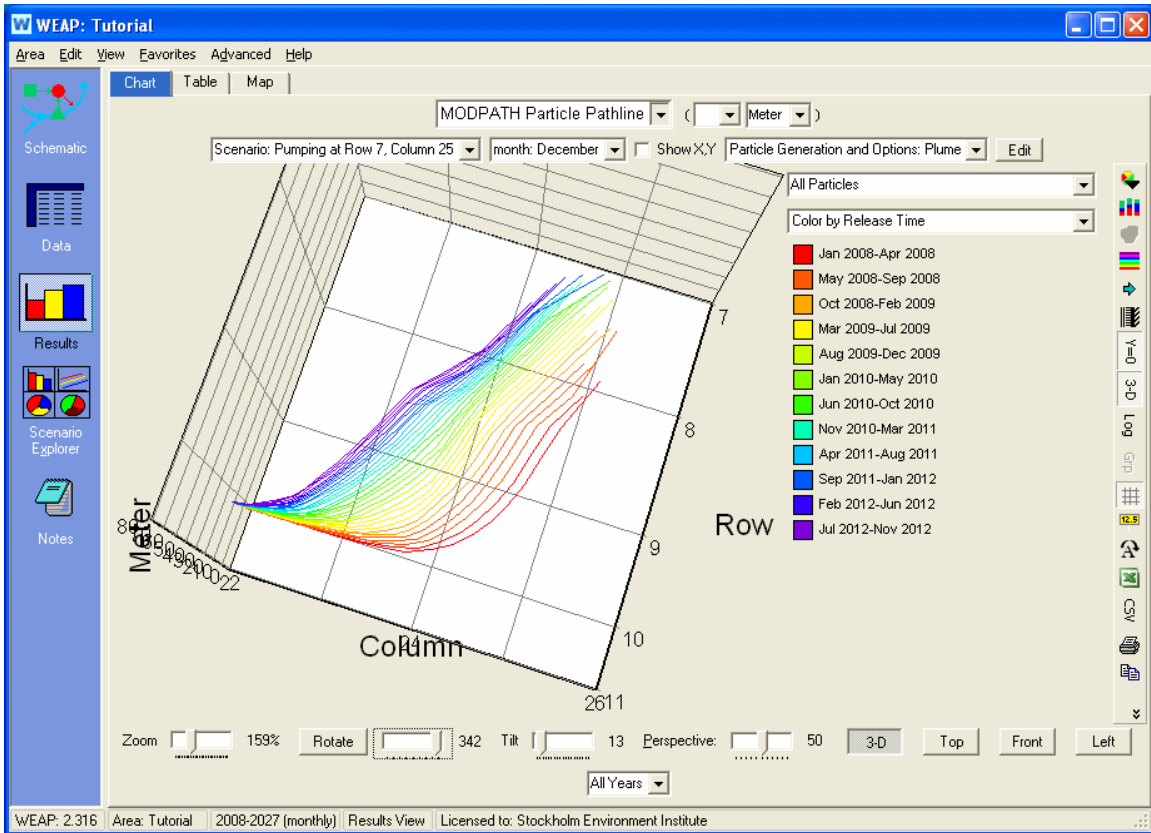 WEAP: Tutorial
Area Edit View Favorites Advanced Help
Chart Table Map
MODPATH Particle Pathline ( Meter )
Scenario: Pumping at Row 7, Column 25 month: December Show X,Y Particle Generation and Options: Plume Edit
Schematic
Data
Results
Scenario
Explorer
Notes
All Particles
Color by Release Time
Jan 2008-Apr 2008
May 2008-Sep 2008
Oct 2008-Feb 2009
Mar 2009-Jul 2009
Aug 2009-Dec 2009
Jan 2010-May 2010
Jun 2010-Oct 2010
Nov 2010-Mar 2011
Apr 2011-Aug 2011
Sep 2011-Jan 2012
Feb 2012-Jun 2012
Jul 2012-Nov 2012
7
8
9
10
11
Row
Meter
22
24
26
Column
Y=0
3-D
Log
Grp
12.5
A
CSV
Zoom 159% Rotate 342 Tilt 13 Perspective: 50 3-D Top Front Left
All Years
WEAP: 2.316 Area: Tutorial 2008-2027 (monthly) Results View Licensed to: Stockholm Environment Institute